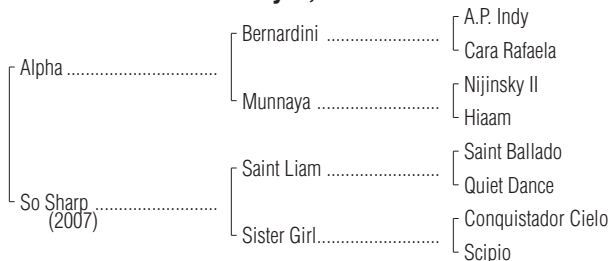 A.P. Indy
Bernardini ........................
Cara Rafaela
Alpha ................................
Nijinsky II
Munnaya ..........................
Hiaam
Saint Ballado
Saint Liam ........................
Quiet Dance
So Sharp ..........................
(2007)
Conquistador Cielo
Sister Girl..........................
Scipio